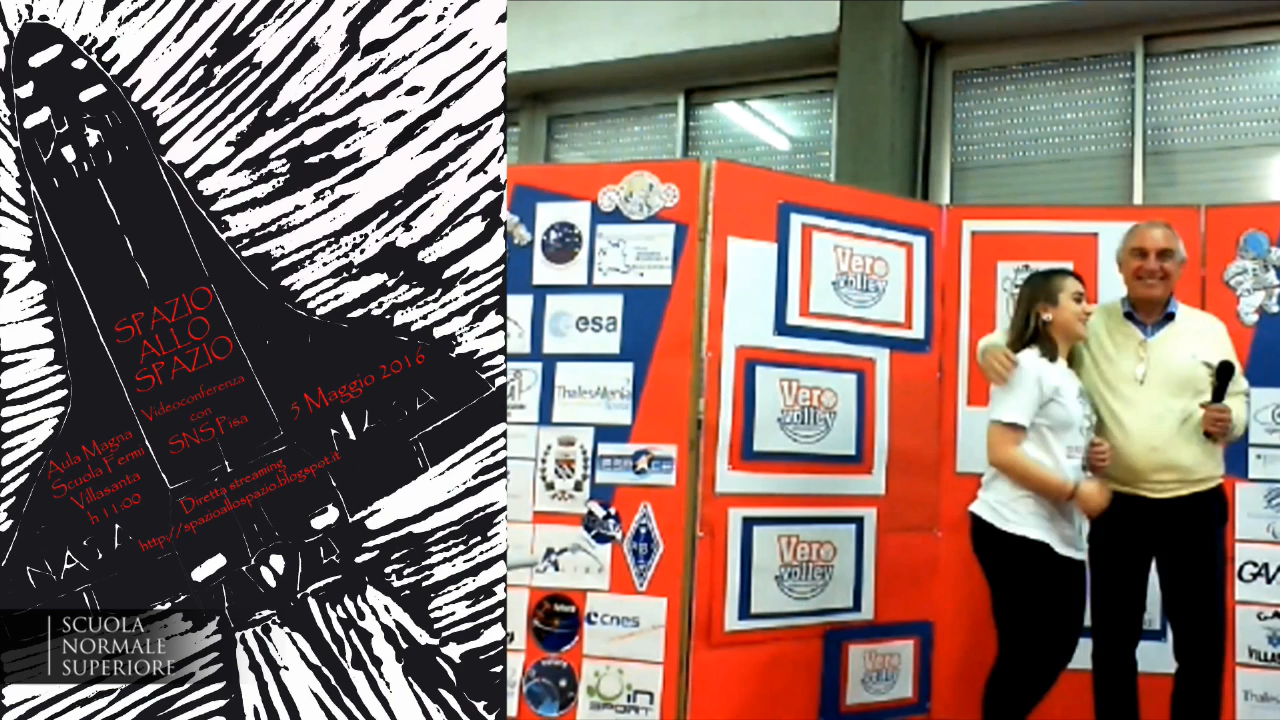 SPAZIO
ALLO
SPAZIO
Videoconferenza
con
SNS Pisa
5 Maggio 2016
Aula Magna
Scuola Fermi
Villasanta
h 11:00
Diretta streaming
http://spazioallospazio.blogspot.it
NASA
NASA
SCUOLA
NORMALE
SUPERIORE
Vero
volley
Vero
volley
Vero
volley
Vero
volley
esa
ThalesAlenia
cnes
in
SPORT
GAV
VILLAS
Thales